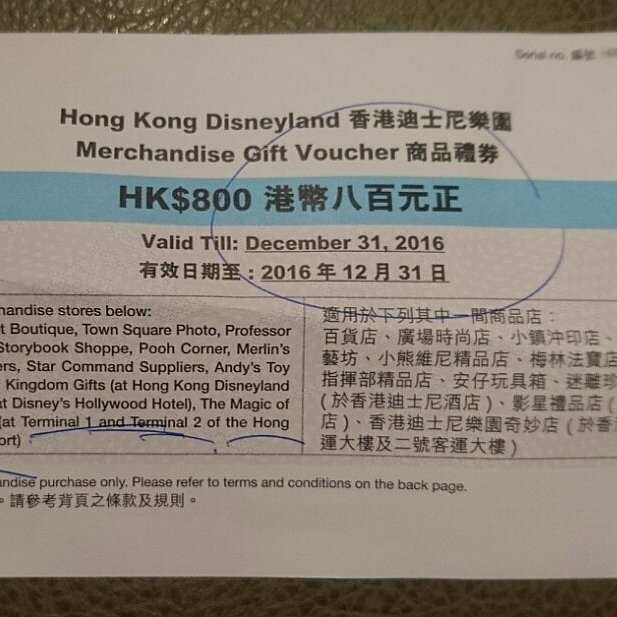 Serial no. 編號 :
Hong Kong Disneyland 香港迪士尼樂園
Merchandise Gift Voucher 商品禮券
HK$800 港幣八百元正
Valid Till: December 31, 2016
有效日期至：2016 年 12 月 31 日
handise stores below:
t Boutique, Town Square Photo, Professor
Storybook Shoppe, Pooh Corner, Merlin's
ers, Star Command Suppliers, Andy's Toy
Kingdom Gifts (at Hong Kong Disneyland
at Disney's Hollywood Hotel), The Magic of
(at Terminal 1 and Terminal 2 of the Hong
ort)
適用於下列其中一間商品店：
百貨店、廣場時尚店、小鎮沖印店、
藝坊、小熊維尼精品店、梅林法寶店
指揮部精品店、安仔玩具箱、迷離珍
(於香港迪士尼酒店)、影星禮品店(
店)、香港迪士尼樂園奇妙店 (於香
運大樓及二號客運大樓)
andise purchase only. Please refer to terms and conditions on the back page.
。請參考背頁之條款及規則。